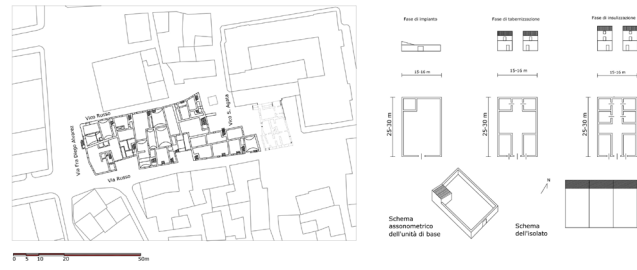 Vico Russo
Via Fra Diego Alvarez
Via Russo
Vico S. Agata
0 5 10 20 50m
Fase di impianto
Fase di tabernizzazione
Fase di insulizzazione
15-16 m
15-16 m
15-16 m
25-30 m
25-30 m
25-30 m
Schema
assonometrico
dell'unità di base
N
Schema
dell'isolato